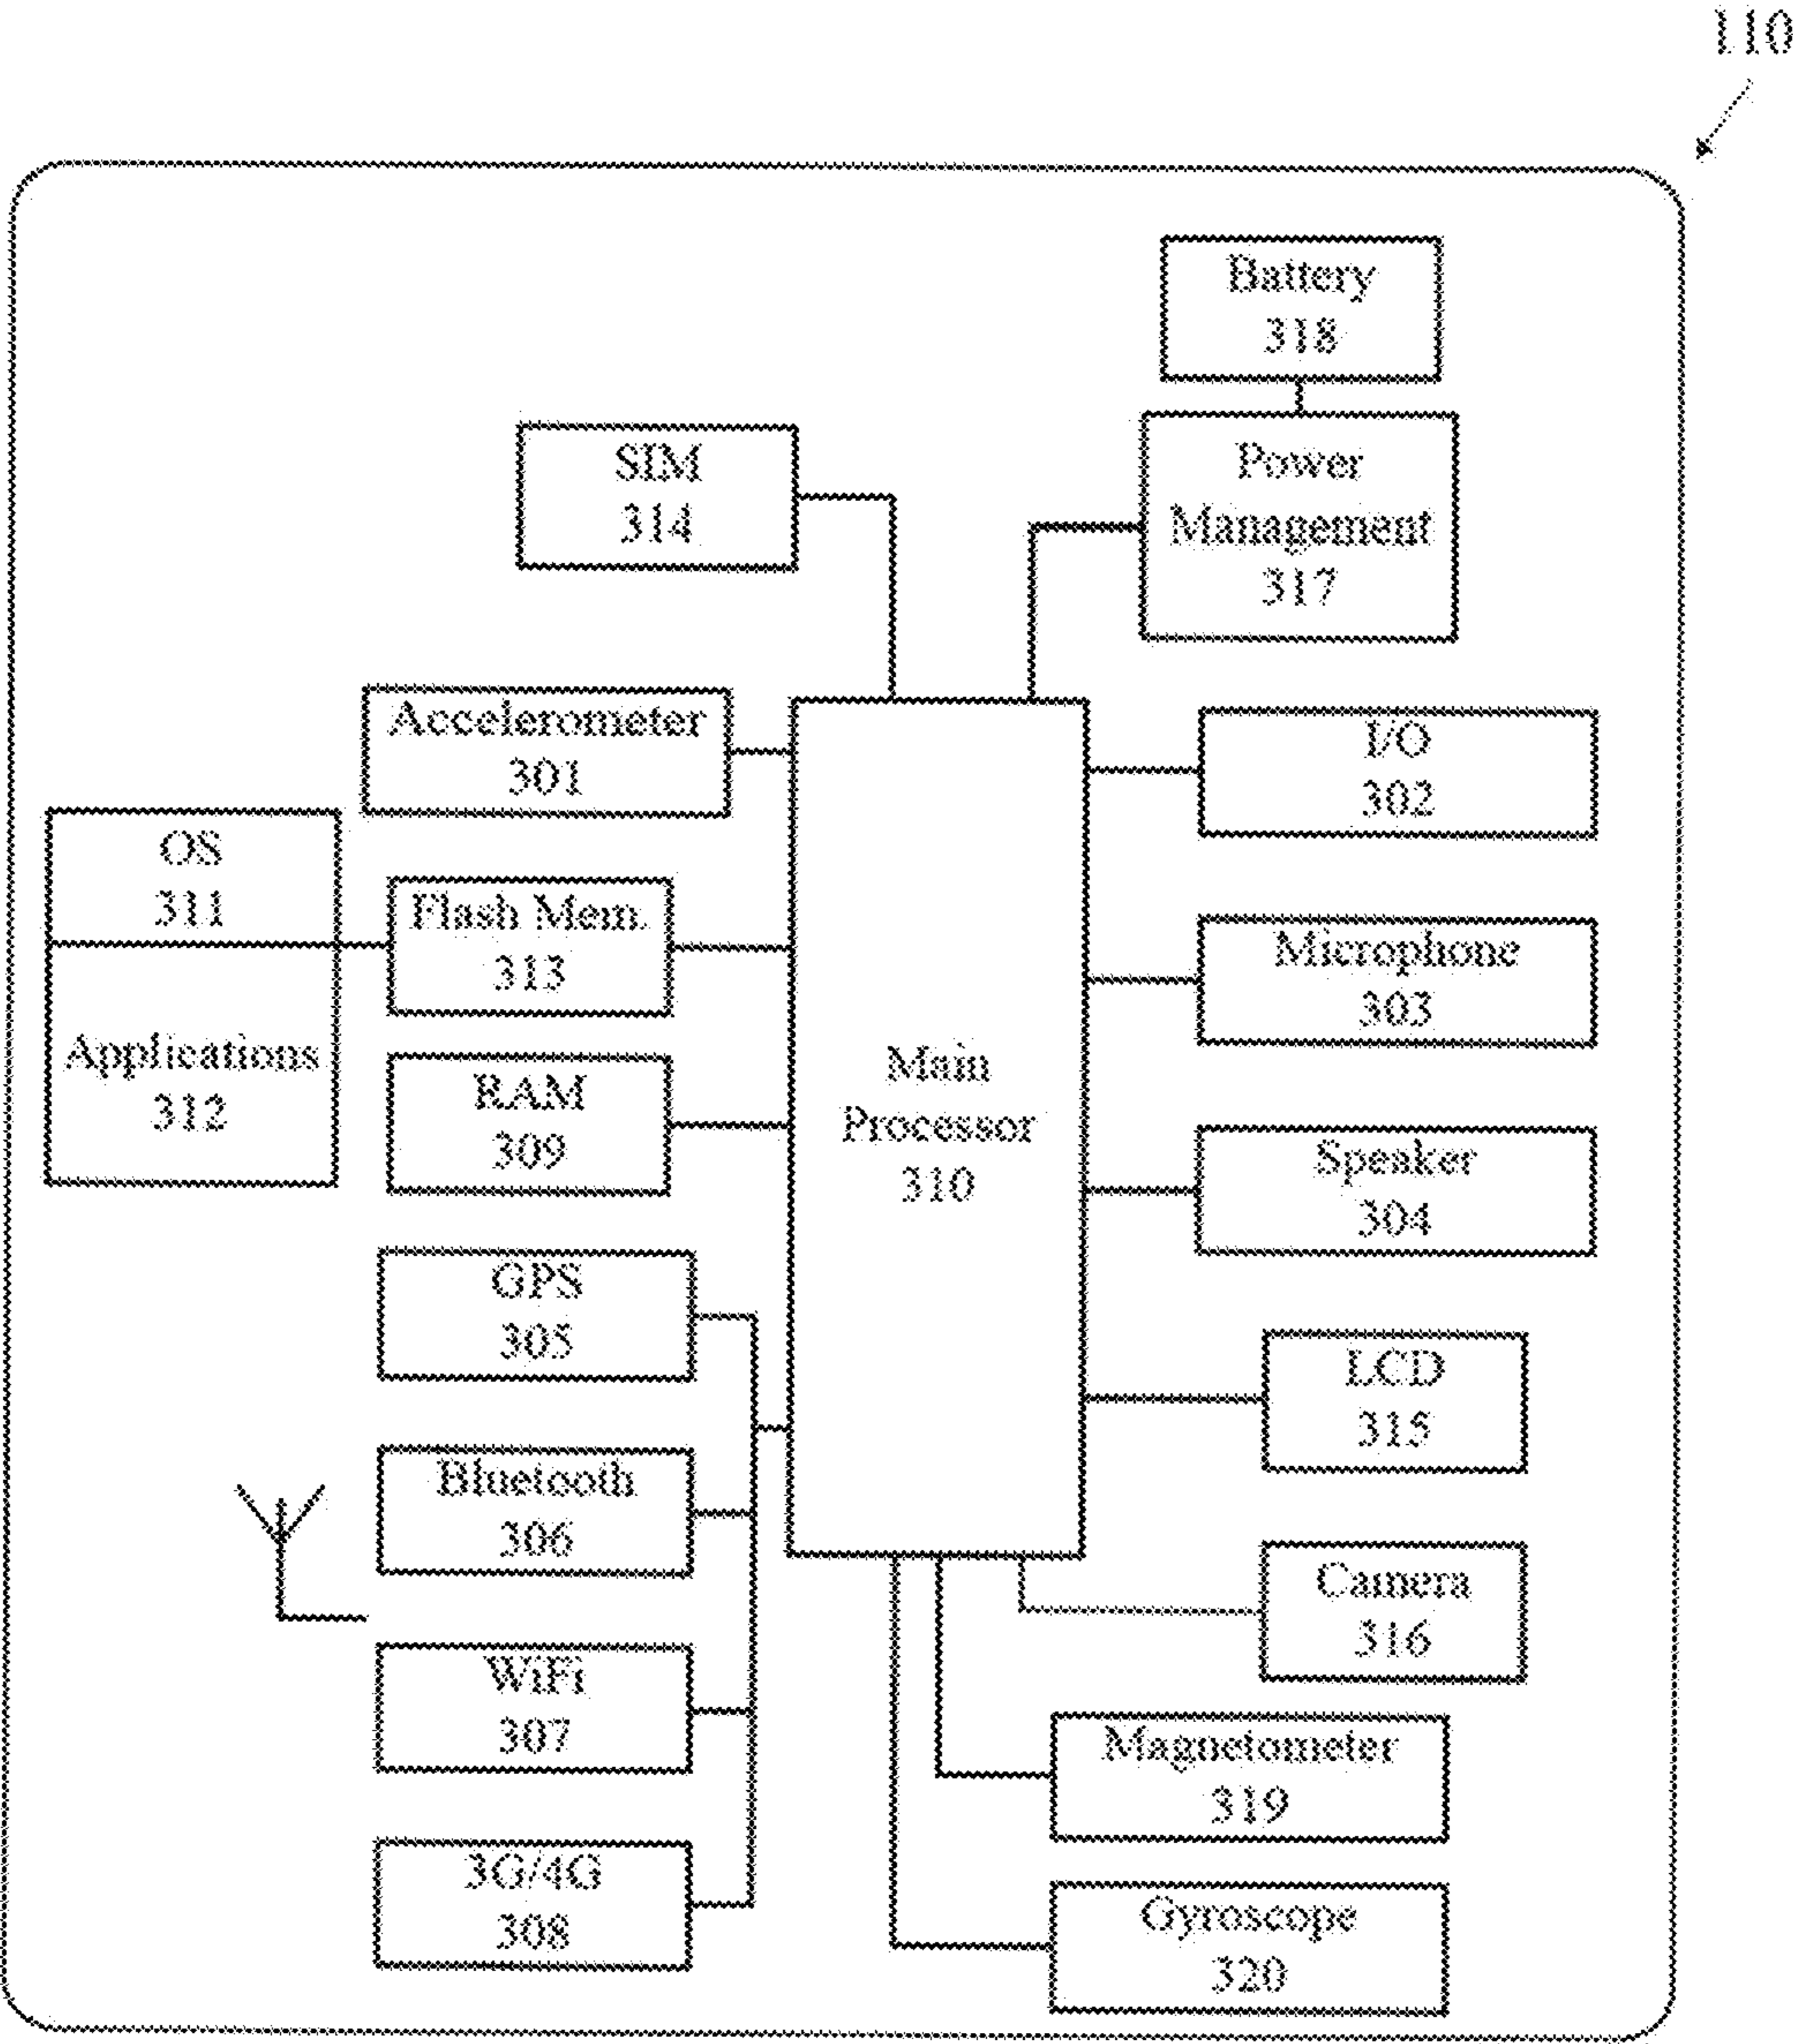 110
Battery
318
SIM
314
Power
Management
317
Accelerometer
301
I/O
302
OS
311
Flash Mem.
313
Microphone
303
Applications
312
RAM
309
Main
Processor
310
Speaker
304
GPS
305
LCD
315
Bluetooth
306
Camera
316
WiFi
307
Magnetometer
319
3G/4G
308
Gyroscope
320